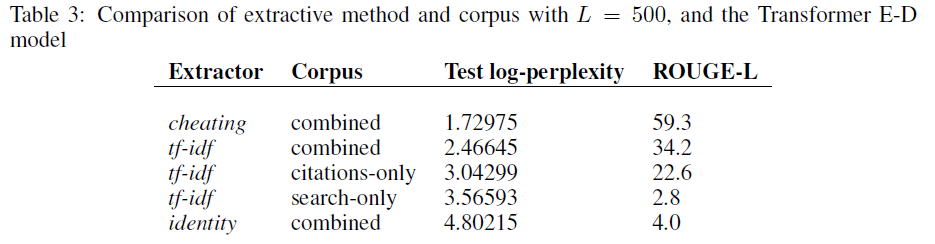 Table 3: Comparison of extractive method and corpus with L = 500, and the Transformer E-D
model
Extractor Corpus Test log-perplexity ROUGE-L
cheating combined 1.72975 59.3
tf-idf combined 2.46645 34.2
tf-idf citations-only 3.04299 22.6
tf-idf search-only 3.56593 2.8
identity combined 4.80215 4.0